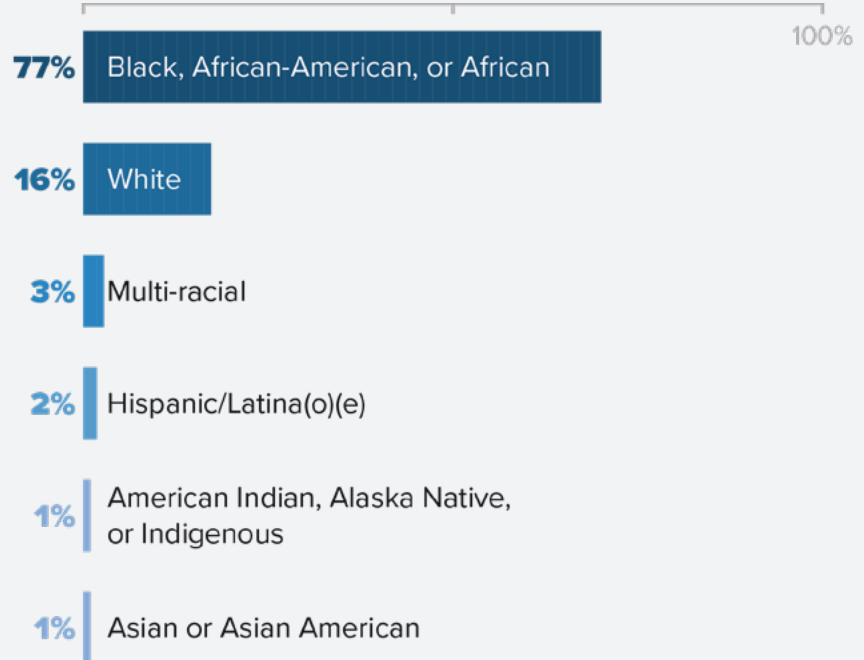 100%
77% Black, African-American, or African
16% White
3% Multi-racial
2% Hispanic/Latina(o)(e)
1% American Indian, Alaska Native,
or Indigenous
1% Asian or Asian American